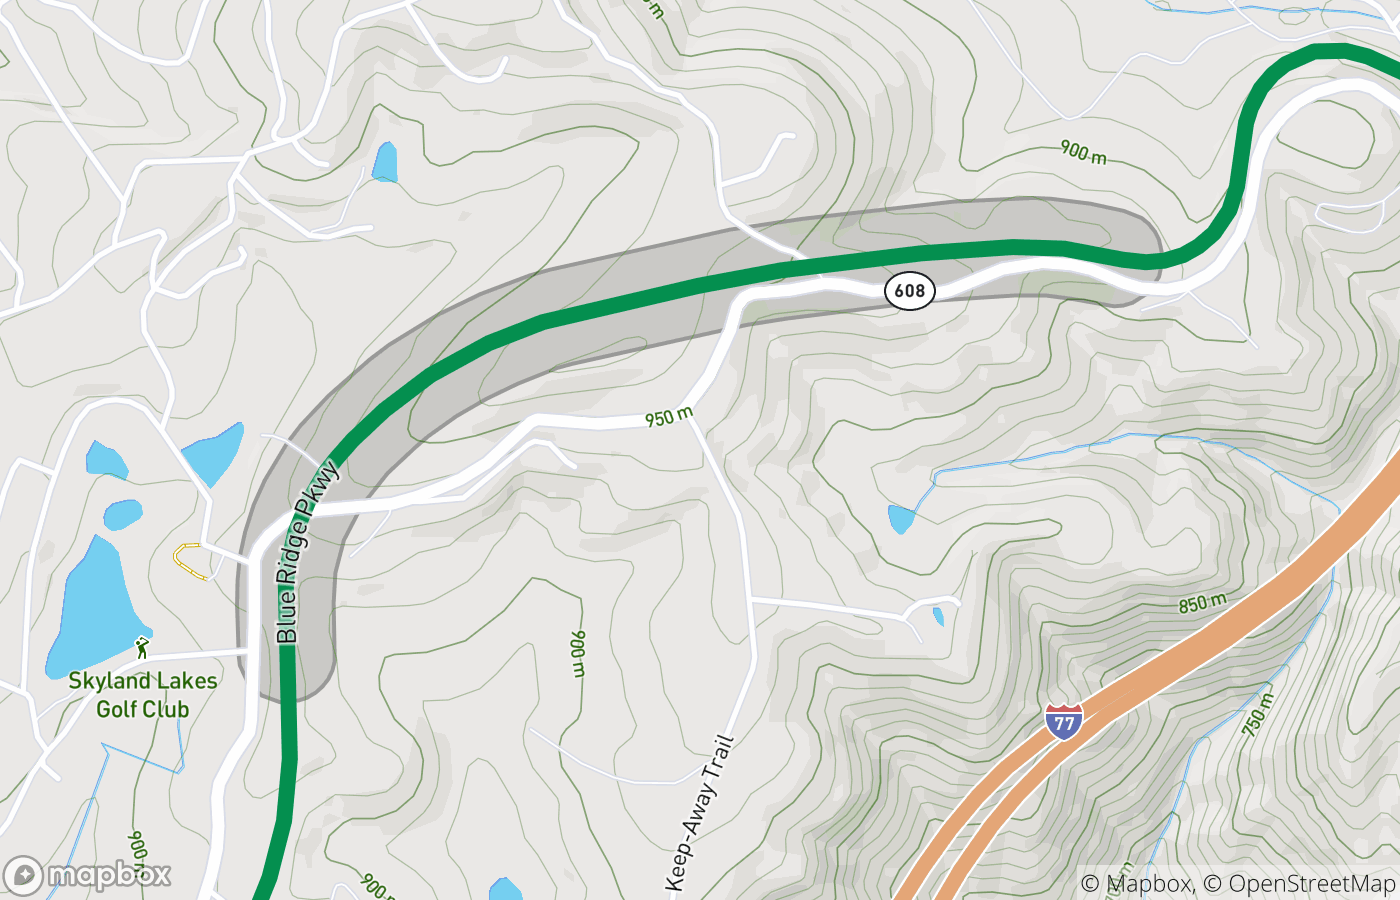 900 m
608
950 m
Blue Ridge Pkwy
850 m
900 m
Skyland Lakes
Golf Club
77
750 m
Keep-Away Trail
mapbox
© Mapbox, © OpenStreetMap